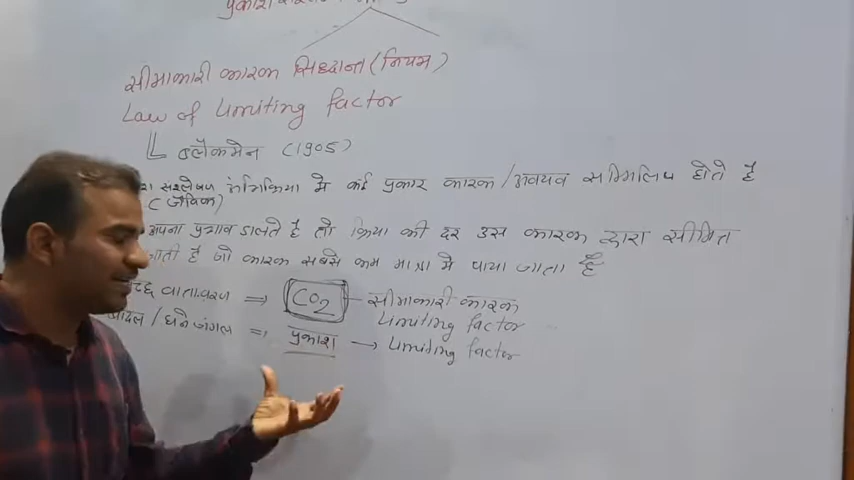 सीमाकारी कारक सिद्धान्त (नियम)
Law of Limiting factor
ब्लैकमेन (1905)
संश्लेषण अभिक्रिया में कई प्रकार कारक/अवयव सम्मिलित होते है
(जैविक)
अपना प्रभाव डालते है तो क्रिया की दर उस कारक द्वारा सीमित
जाती है जो कारक सबसे कम मात्रा में पाया जाता है
वातावरण ⇒ CO2 सीमाकारी कारक
Limiting factor
बादल/घने जंगल ⇒ प्रकाश → Limiting factor